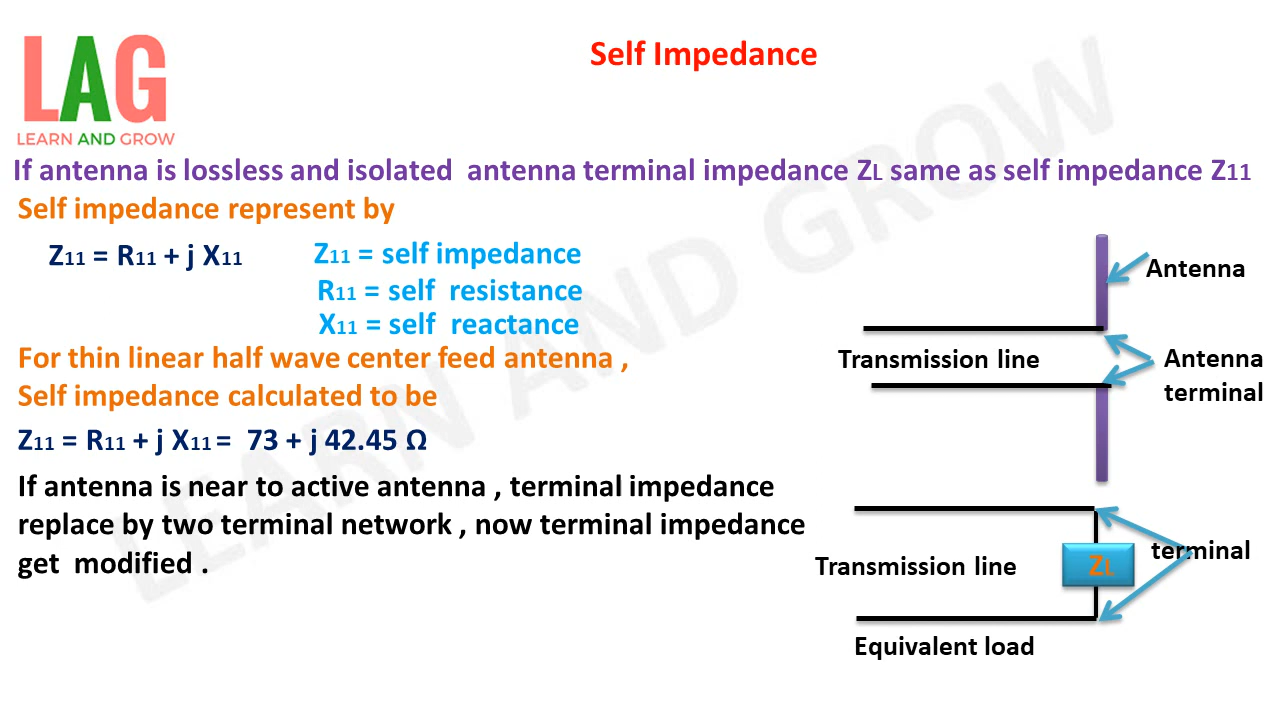 LAG
LEARN AND GROW
Self Impedance
If antenna is lossless and isolated antenna terminal impedance ZL same as self impedance Z11
Self impedance represent by
Z11 = R11 + j X11
Z11 = self impedance
R11 = self resistance
X11 = self reactance
For thin linear half wave center feed antenna ,
Self impedance calculated to be
Z11 = R11 + j X11 = 73 + j 42.45 Ω
If antenna is near to active antenna , terminal impedance
replace by two terminal network , now terminal impedance
get modified .
Antenna
Transmission line
Antenna
terminal
terminal
Transmission line
ZL
Equivalent load
LEARN AND GROW